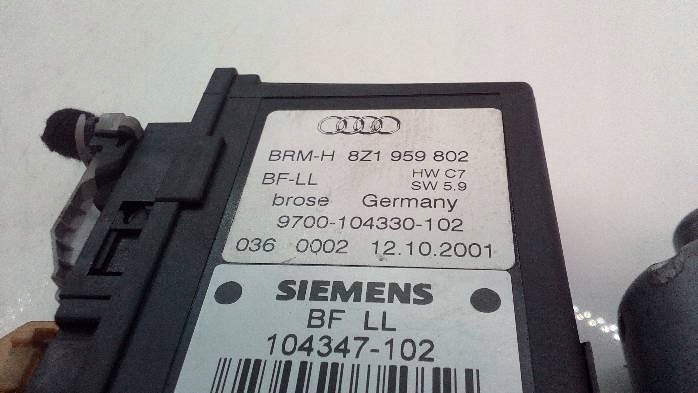 BRM-H 8Z1 959 802
BF-LL HW C7
SW 5.9
brose Germany
9700-104330-102
036 0002 12.10.2001
SIEMENS
BF LL
104347-102